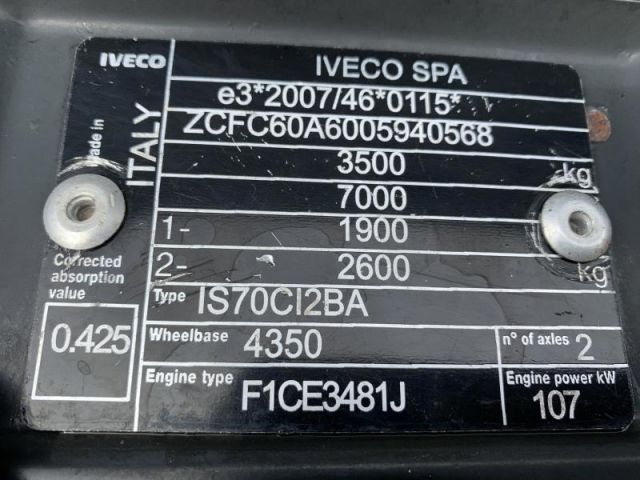 IVECO
IVECO SPA
e3*2007/46*0115*
ZCFC60A6005940568
made in ITALY
3500 kg
7000
1- 1900
2- 2600 kg
Corrected
absorption
value
0.425
Type IS70CI2BA
Wheelbase 4350
n° of axles 2
Engine type F1CE3481J
Engine power kW
107